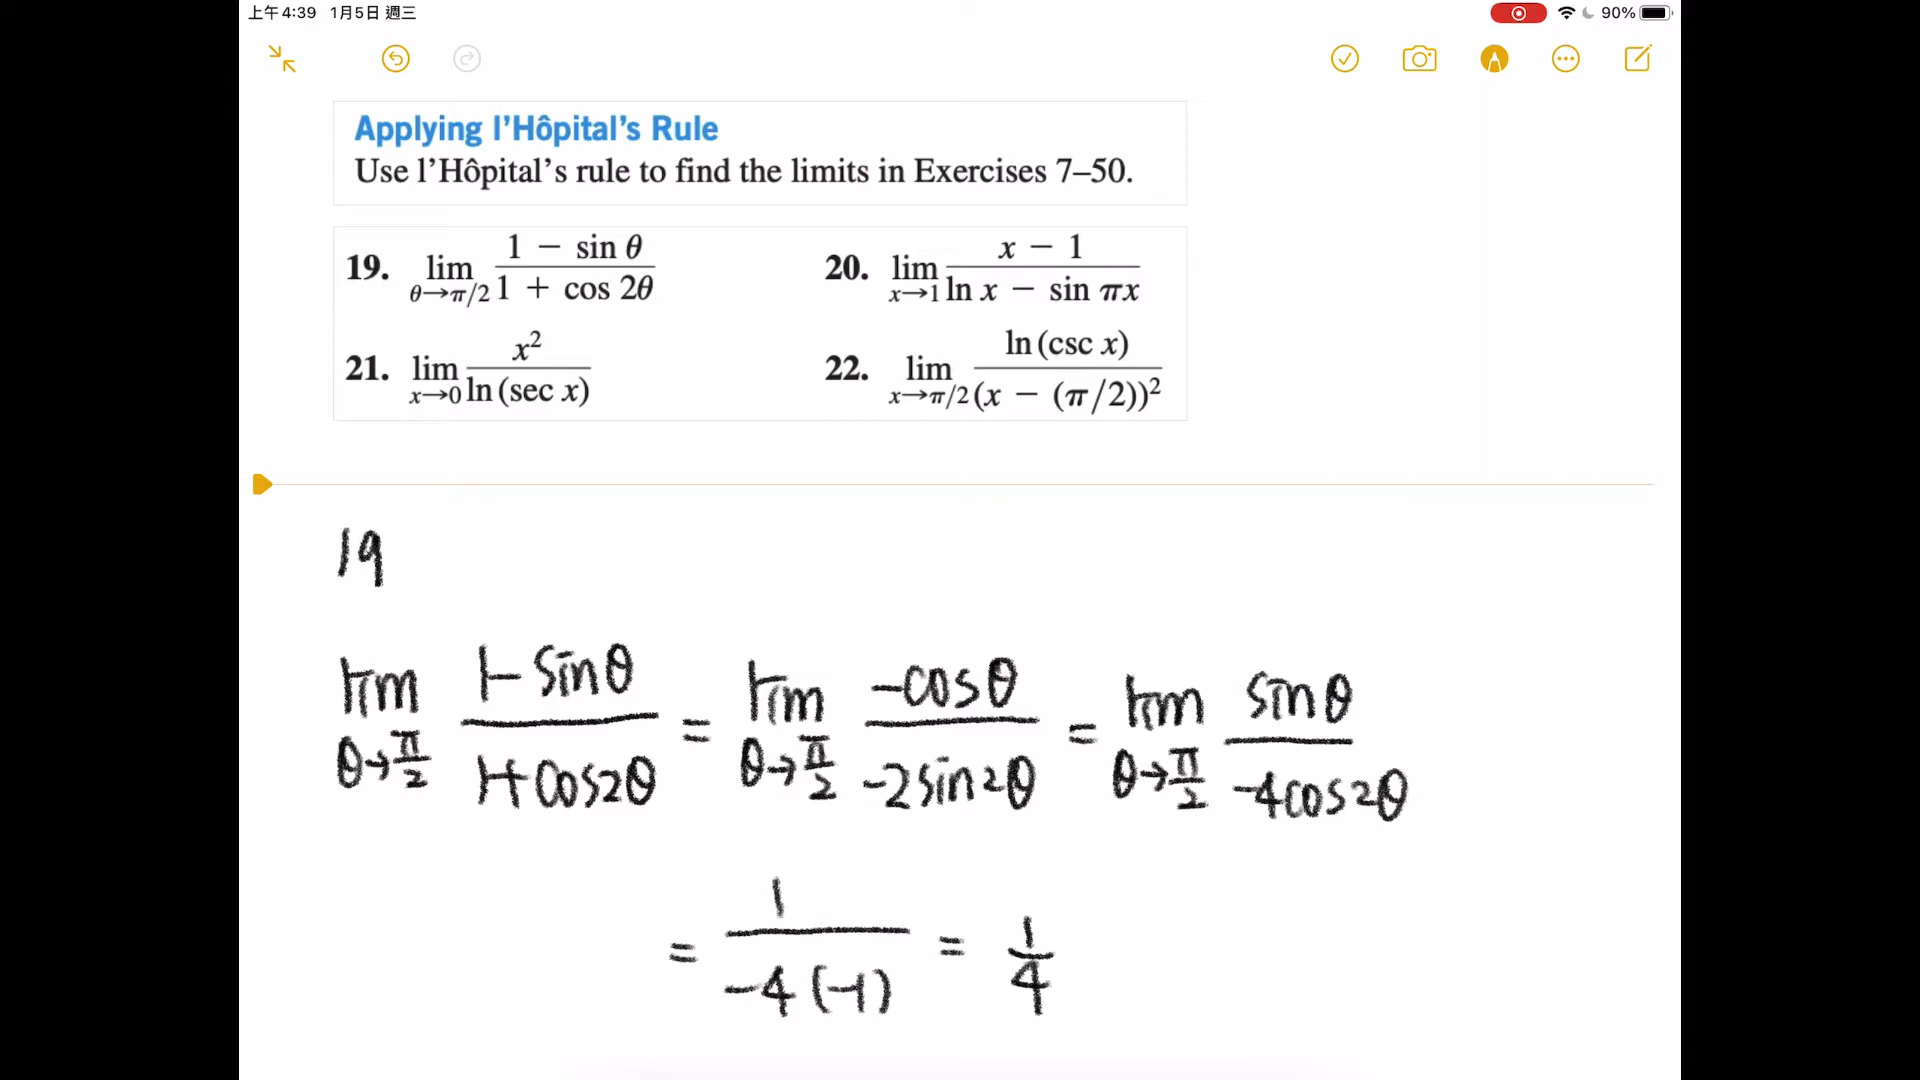 上午4:39 1月5日 週三 90%
Applying l’Hôpital’s Rule
Use l’Hôpital’s rule to find the limits in Exercises 7–50.
19. lim θ→π/2 (1 − sin θ)/(1 + cos 2θ) 20. lim x→1 (x − 1)/(ln x − sin πx)
21. lim x→0 x²/ln (sec x) 22. lim x→π/2 ln (csc x)/(x − (π/2))²
19
lim θ→π/2 (1 - sinθ)/(1 + cos2θ) = lim θ→π/2 (-cosθ)/(-2sin2θ) = lim θ→π/2 (sinθ)/(-4cos2θ)
= 1/(-4(-1)) = 1/4